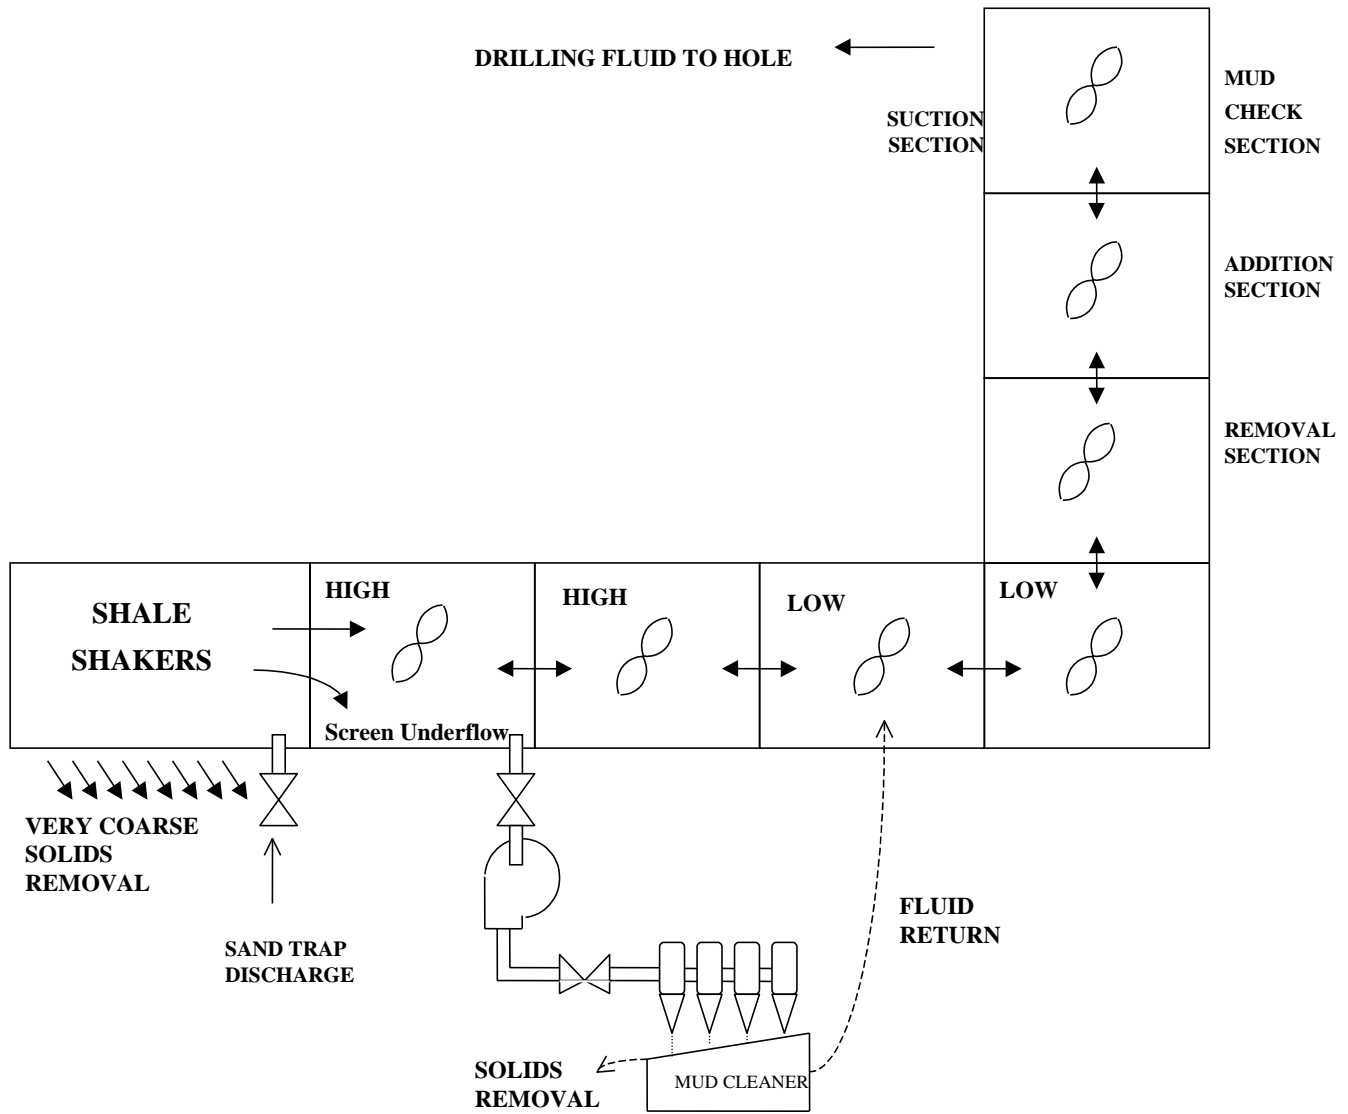 DRILLING FLUID TO HOLE
SUCTION
SECTION
MUD
CHECK
SECTION
ADDITION
SECTION
REMOVAL
SECTION
SHALE
SHAKERS
HIGH
HIGH
LOW
LOW
Screen Underflow
VERY COARSE
SOLIDS
REMOVAL
SAND TRAP
DISCHARGE
FLUID
RETURN
SOLIDS
REMOVAL
MUD CLEANER